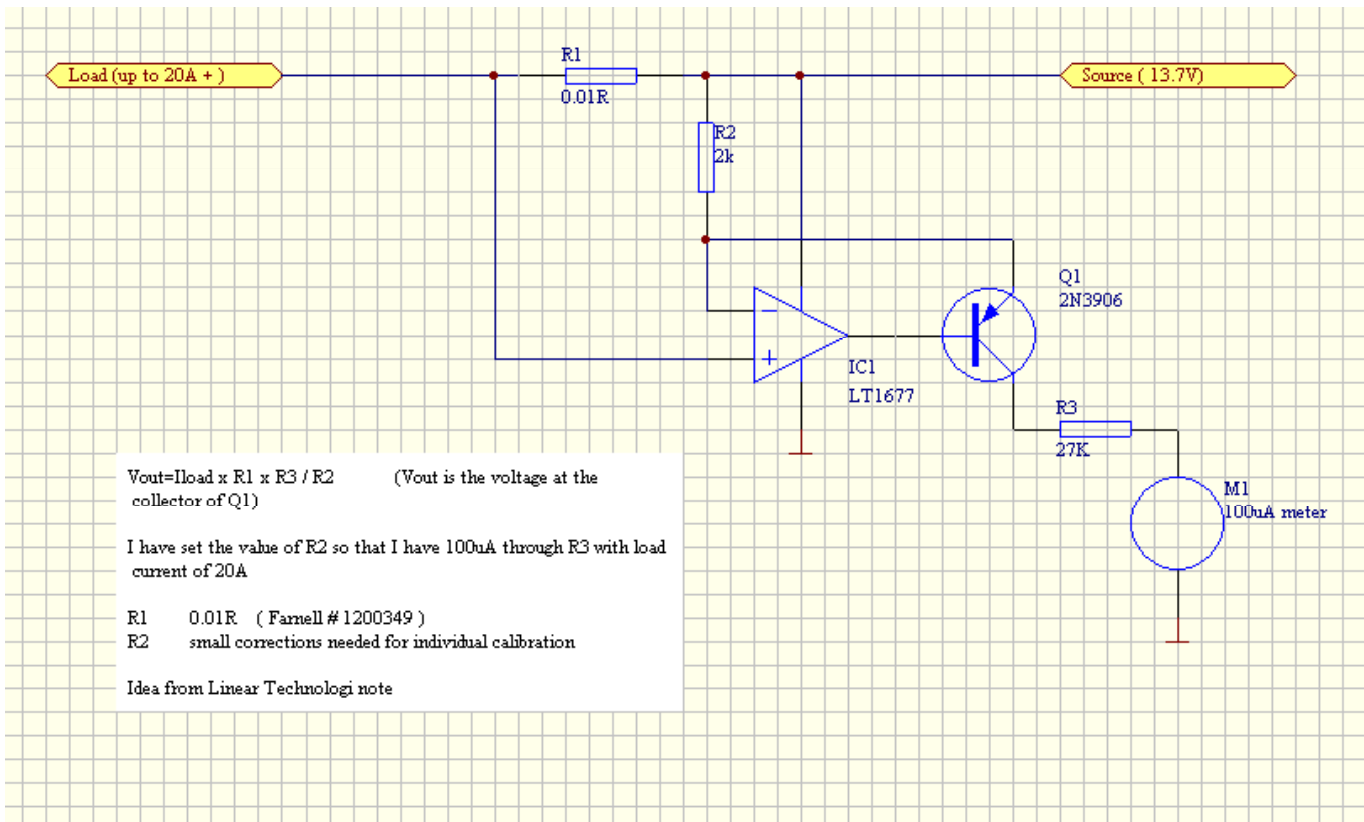 R1
Load (up to 20A + )
Source ( 13.7V)
0.01R
R2
2k
Q1
2N3906
IC1
LT1677
R3
27K
M1
100uA meter
Vout=Iload x R1 x R3 / R2 (Vout is the voltage at the
collector of Q1)
I have set the value of R2 so that I have 100uA through R3 with load
current of 20A
R1 0.01R ( Farnell # 1200349 )
R2 small corrections needed for individual calibration
Idea from Linear Technologi note